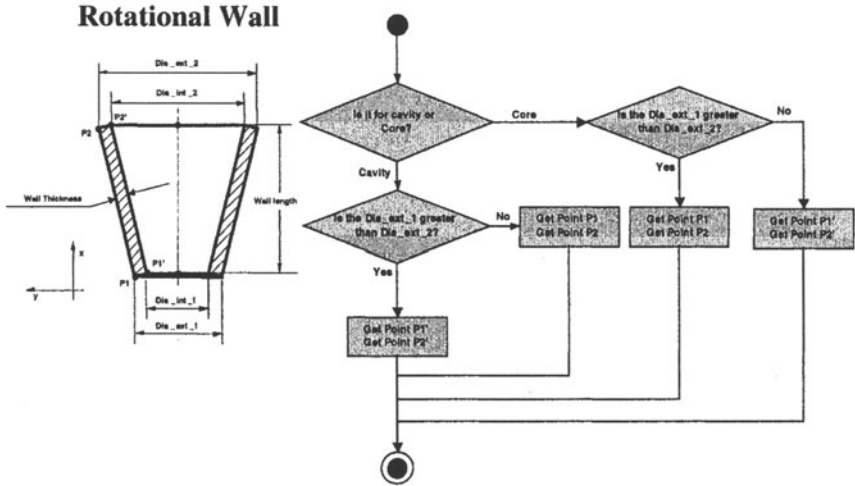 Rotational Wall
Dia_ext_2
Dia_int_2
P2'
P2
Wall Thickness
Wall length
x
y
P1'
P1
Dia_int_1
Dia_ext_1
Is it for cavity or
Core?
Core
Is the Dia_ext_1 greater
than Dia_ext_2?
No
Yes
Cavity
Is the Dia_ext_1 greater
than Dia_ext_2?
No
Yes
Get Point P1
Get Point P2
Get Point P1
Get Point P2
Get Point P1'
Get Point P2'
Get Point P1'
Get Point P2'